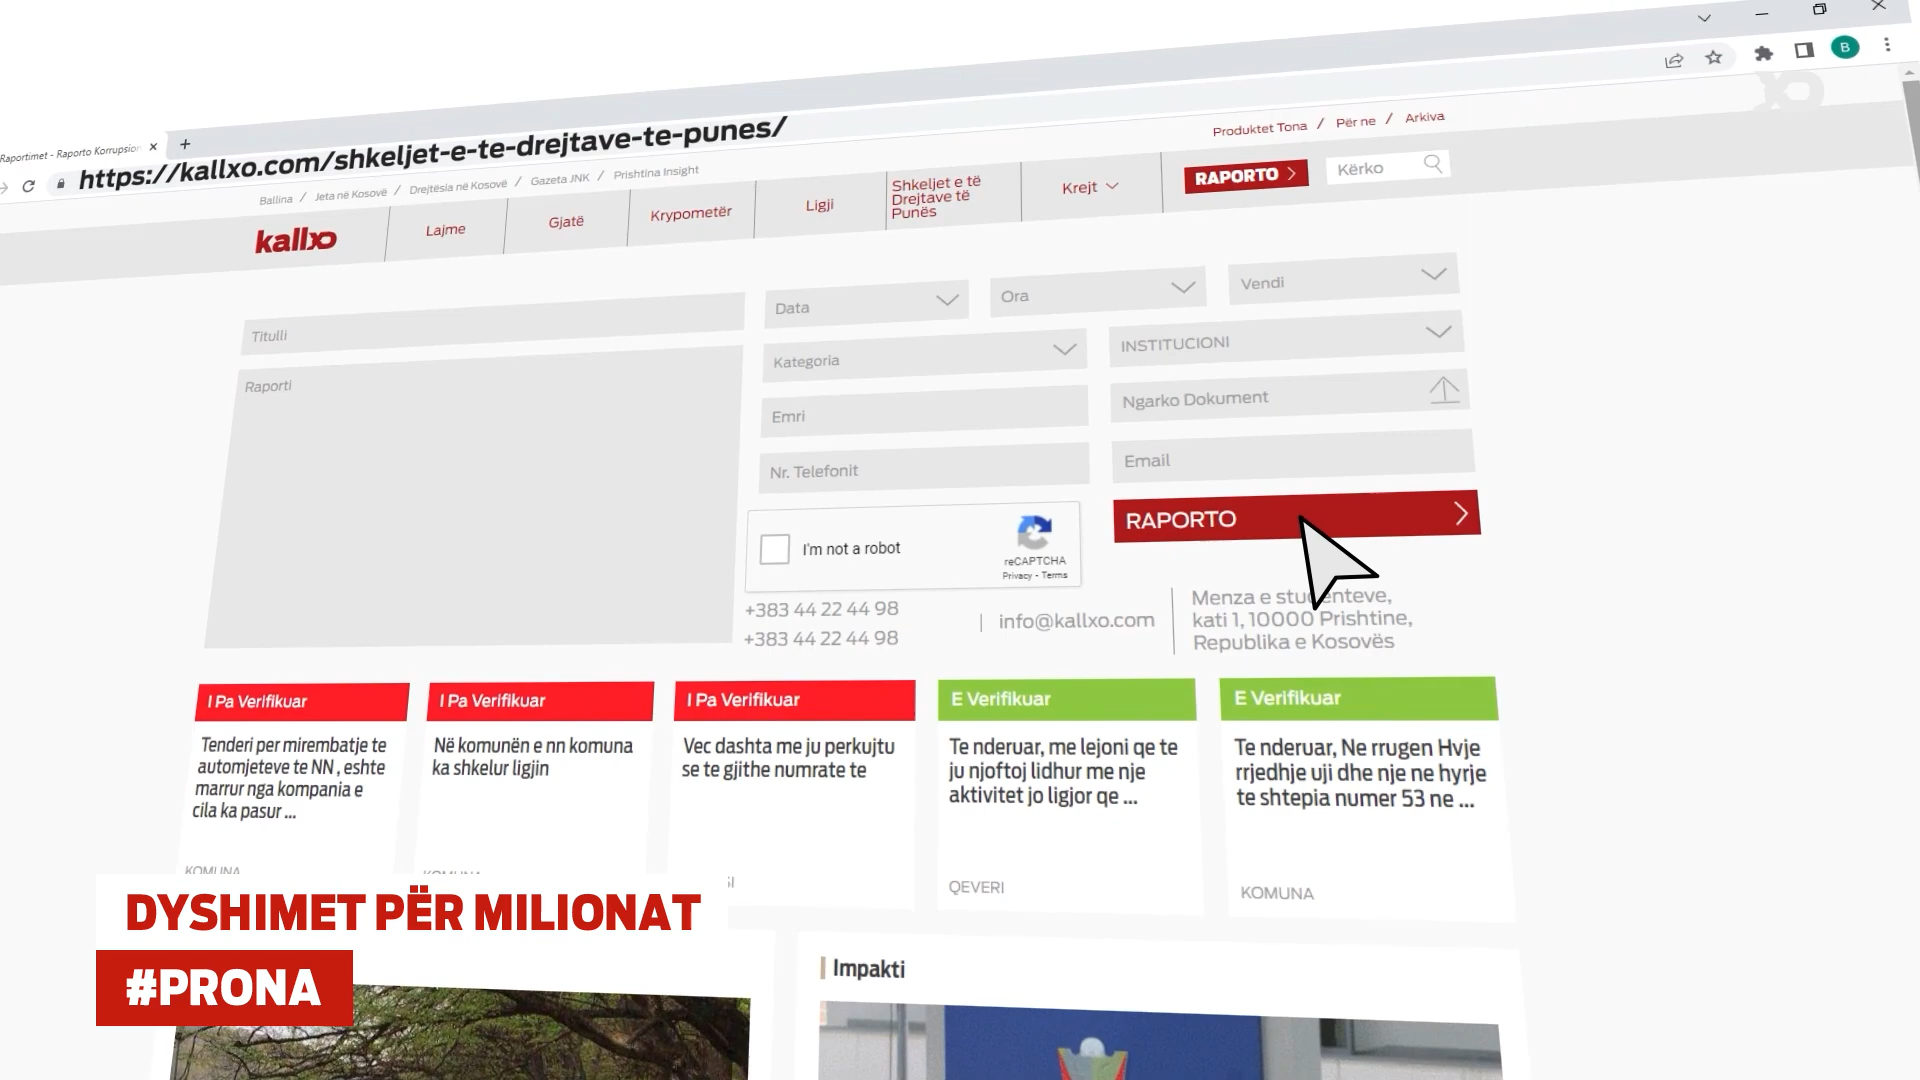 Raportimet - Raporto Korrupsion
https://kallxo.com/shkeljet-e-te-drejtave-te-punes/
B
Ballina / Jeta në Kosovë / Drejtësia në Kosovë / Gazeta JNK / Prishtina Insight
Produktet Tona / Për ne / Arkiva
kallxo
Lajme
Gjatë
Krypometër
Ligji
Shkeljet e të
Drejtave të
Punës
Krejt
RAPORTO
Kërko
xo
Titulli
Raporti
Data
Ora
Vendi
Kategoria
INSTITUCIONI
Emri
Ngarko Dokument
Nr. Telefonit
Email
I'm not a robot
reCAPTCHA
Privacy - Terms
RAPORTO
+383 44 22 44 98
+383 44 22 44 98
info@kallxo.com
Menza e studenteve,
kati 1, 10000 Prishtine,
Republika e Kosovës
I Pa Verifikuar
Tenderi per mirembatje te
automjeteve te NN , eshte
marrur nga kompania e
cila ka pasur ...
KOMUNA
I Pa Verifikuar
Në komunën e nn komuna
ka shkelur ligjin
KOMUNA
I Pa Verifikuar
Vec dashta me ju perkujtu
se te gjithe numrate te
E Verifikuar
Te nderuar, me lejoni qe te
ju njoftoj lidhur me nje
aktivitet jo ligjor qe ...
QEVERI
E Verifikuar
Te nderuar, Ne rrugen Hvje
rrjedhje uji dhe nje ne hyrje
te shtepia numer 53 ne ...
KOMUNA
DYSHIMET PËR MILIONAT
#PRONA
Impakti